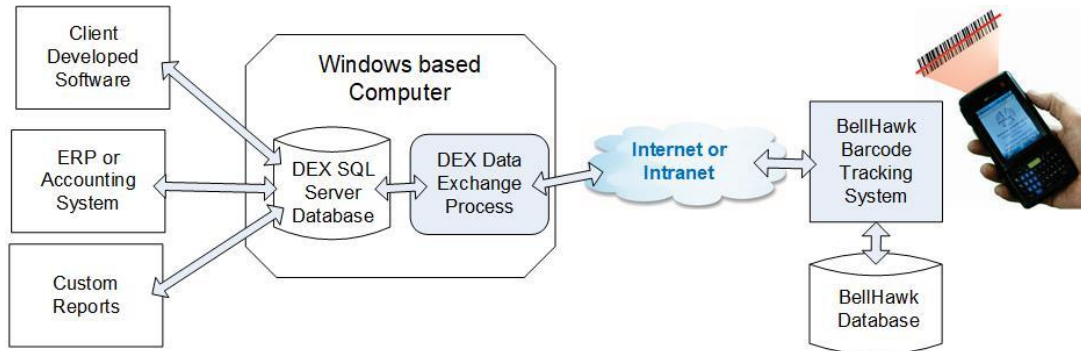 Client
Developed
Software
ERP or
Accounting
System
Custom
Reports
Windows based
Computer
DEX SQL
Server
Database
DEX Data
Exchange
Process
Internet or
Intranet
BellHawk
Barcode
Tracking
System
BellHawk
Database